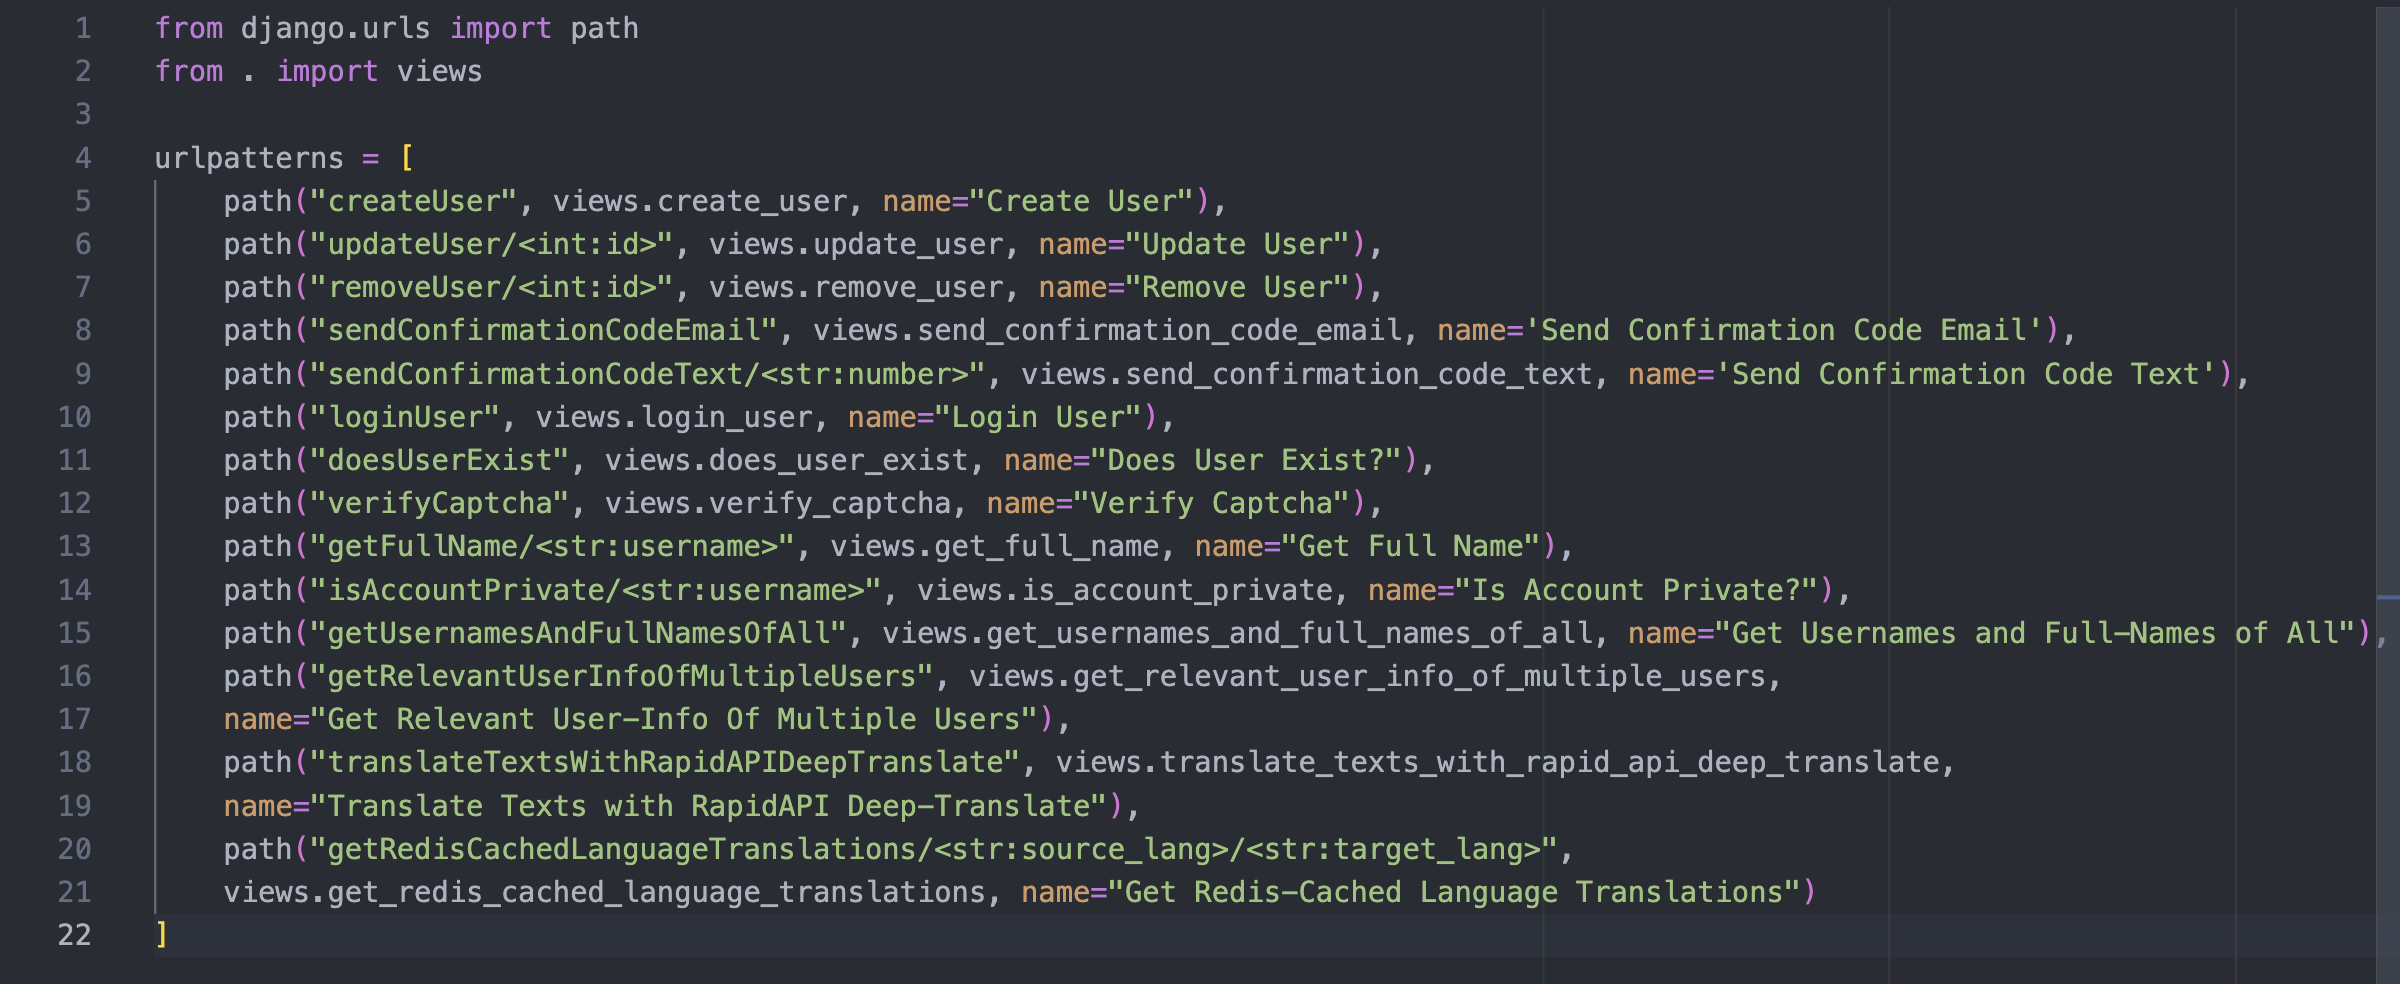 1 from django.urls import path
2 from . import views
3
4 urlpatterns = [
5     path("createUser", views.create_user, name="Create User"),
6     path("updateUser/<int:id>", views.update_user, name="Update User"),
7     path("removeUser/<int:id>", views.remove_user, name="Remove User"),
8     path("sendConfirmationCodeEmail", views.send_confirmation_code_email, name='Send Confirmation Code Email'),
9     path("sendConfirmationCodeText/<str:number>", views.send_confirmation_code_text, name='Send Confirmation Code Text'),
10     path("loginUser", views.login_user, name="Login User"),
11     path("doesUserExist", views.does_user_exist, name="Does User Exist?"),
12     path("verifyCaptcha", views.verify_captcha, name="Verify Captcha"),
13     path("getFullName/<str:username>", views.get_full_name, name="Get Full Name"),
14     path("isAccountPrivate/<str:username>", views.is_account_private, name="Is Account Private?"),
15     path("getUsernamesAndFullNamesOfAll", views.get_usernames_and_full_names_of_all, name="Get Usernames and Full-Names of All"),
16     path("getRelevantUserInfoOfMultipleUsers", views.get_relevant_user_info_of_multiple_users,
17     name="Get Relevant User-Info Of Multiple Users"),
18     path("translateTextsWithRapidAPIDeepTranslate", views.translate_texts_with_rapid_api_deep_translate,
19     name="Translate Texts with RapidAPI Deep-Translate"),
20     path("getRedisCachedLanguageTranslations/<str:source_lang>/<str:target_lang>",
21     views.get_redis_cached_language_translations, name="Get Redis-Cached Language Translations")
22 ]